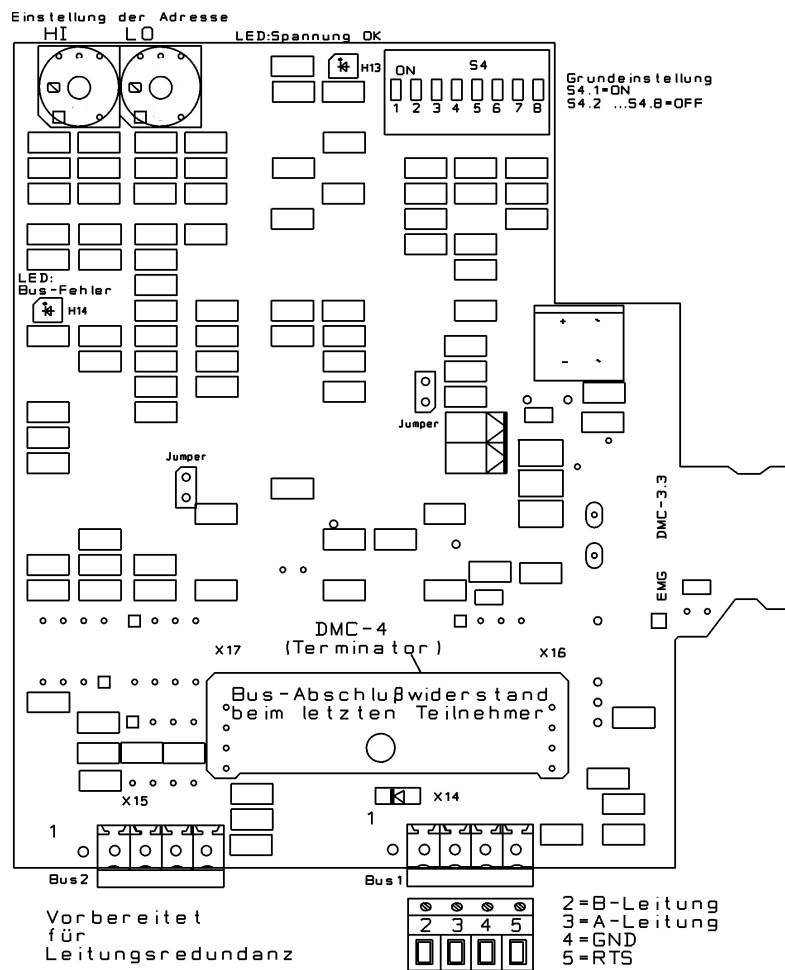 Einstellung der Adresse
HI LO
LED:Spannung OK
H13
ON S4
1 2 3 4 5 6 7 8
Grundeinstellung
S4.1=ON
S4.2 ...S4.8=OFF
LED:
Bus-Fehler
H14
+ ~
- ~
Jumper
Jumper
DMC-3.3
EMG
DMC-4
(Terminator)
X17
X16
Bus-Abschlußwiderstand
beim letzten Teilnehmer
X15
X14
1
1
Bus2
Bus1
Vorbereitet
für
Leitungsredundanz
2 3 4 5
2=B-Leitung
3=A-Leitung
4=GND
5=RTS